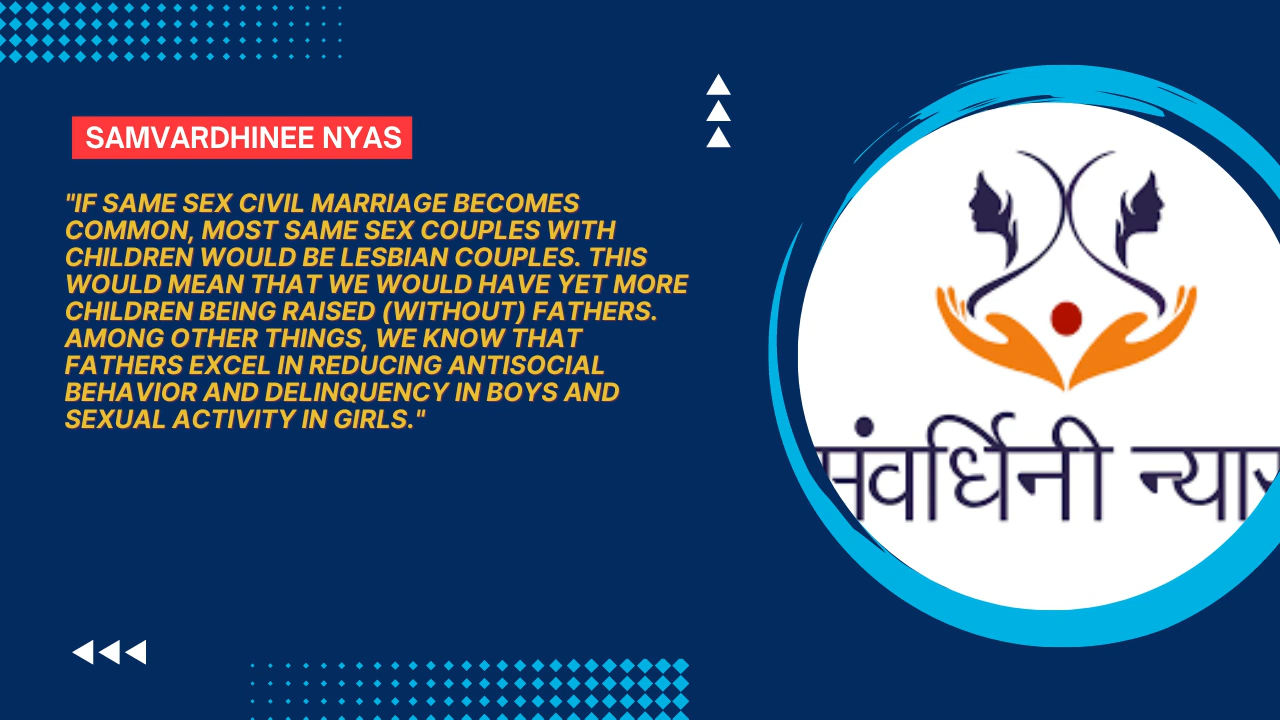 SAMVARDHINEE NYAS
"IF SAME SEX CIVIL MARRIAGE BECOMES
COMMON, MOST SAME SEX COUPLES WITH
CHILDREN WOULD BE LESBIAN COUPLES. THIS
WOULD MEAN THAT WE WOULD HAVE YET MORE
CHILDREN BEING RAISED (WITHOUT) FATHERS.
AMONG OTHER THINGS, WE KNOW THAT
FATHERS EXCEL IN REDUCING ANTISOCIAL
BEHAVIOR AND DELINQUENCY IN BOYS AND
SEXUAL ACTIVITY IN GIRLS."
संवर्धिनी न्यास